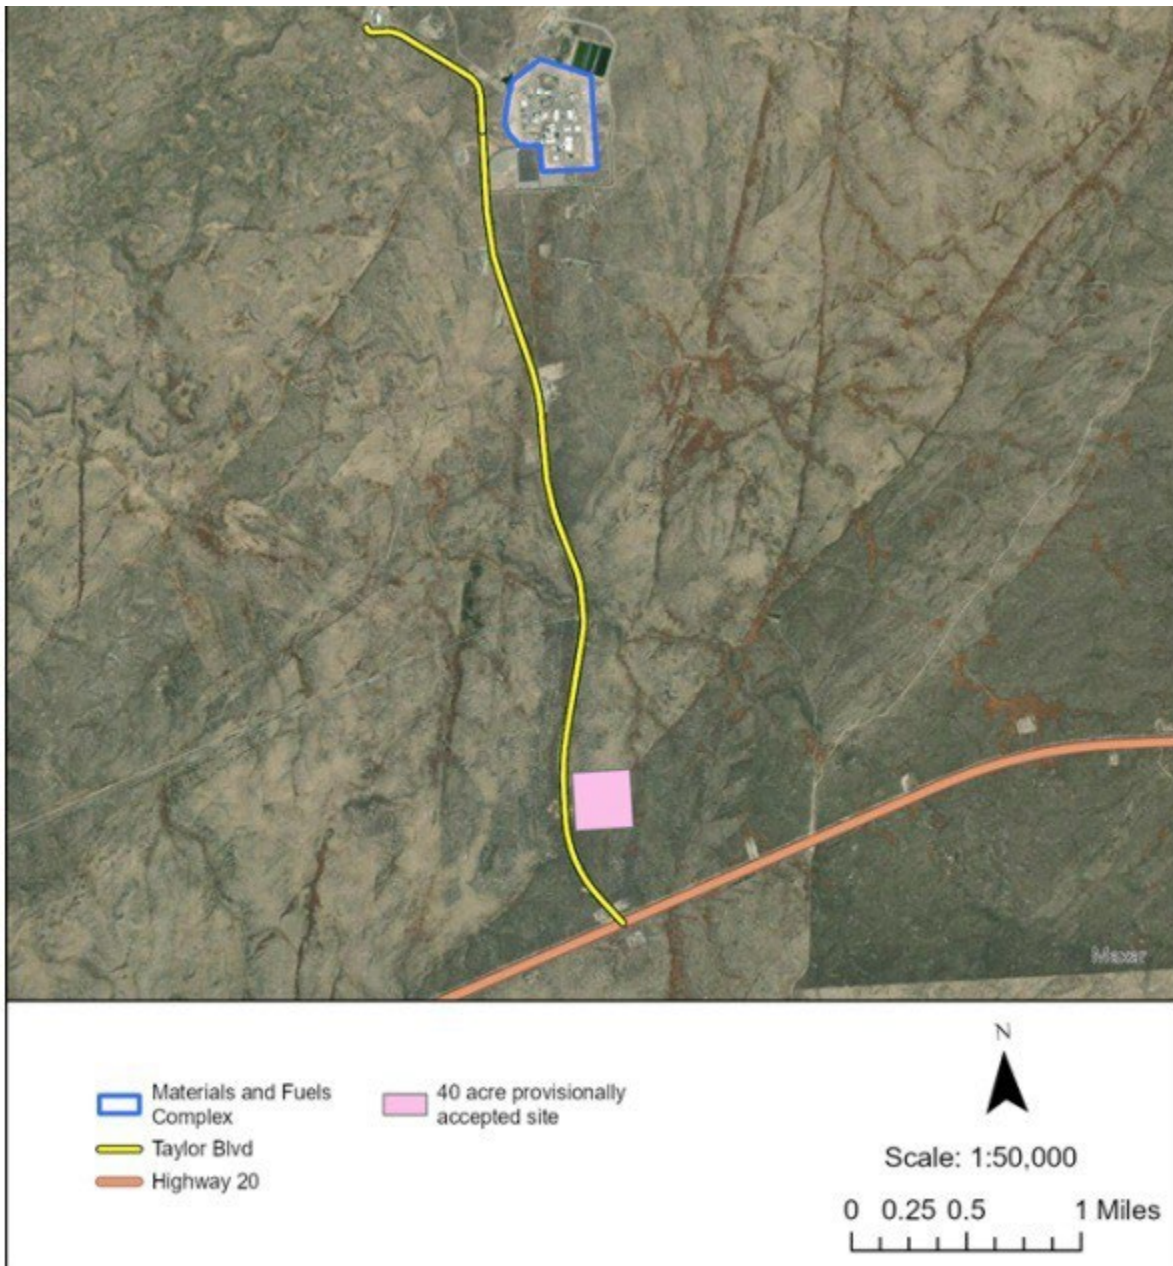 Maxar
N
Materials and Fuels
Complex
40 acre provisionally
accepted site
Taylor Blvd
Highway 20
Scale: 1:50,000
0 0.25 0.5 1 Miles